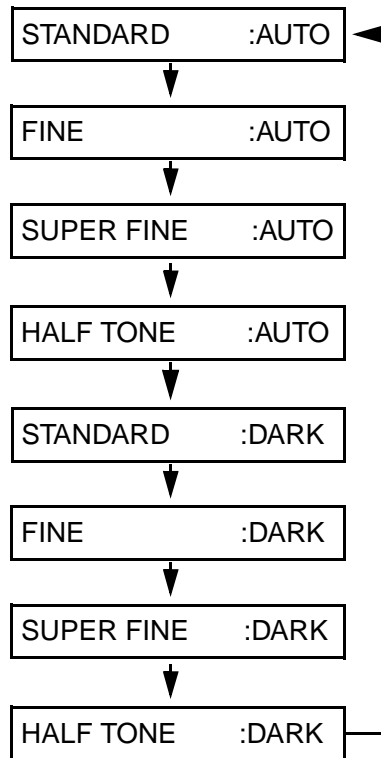 STANDARD :AUTO
FINE :AUTO
SUPER FINE :AUTO
HALF TONE :AUTO
STANDARD :DARK
FINE :DARK
SUPER FINE :DARK
HALF TONE :DARK